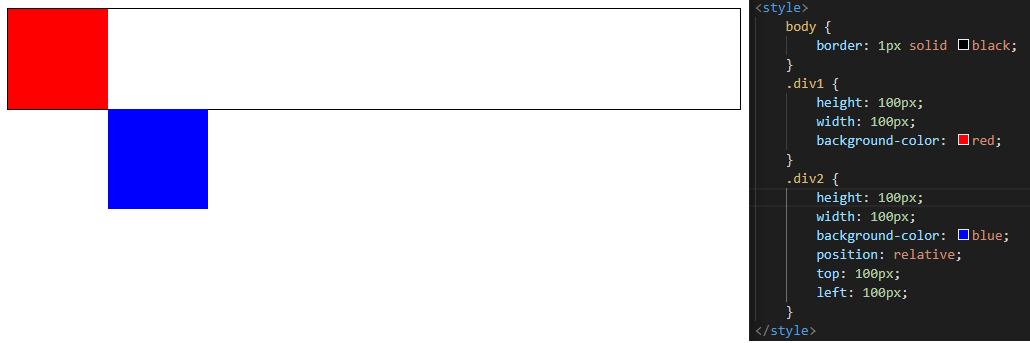 <style>
body {
border: 1px solid black;
}
.div1 {
height: 100px;
width: 100px;
background-color: red;
}
.div2 {
height: 100px;
width: 100px;
background-color: blue;
position: relative;
top: 100px;
left: 100px;
}
</style>